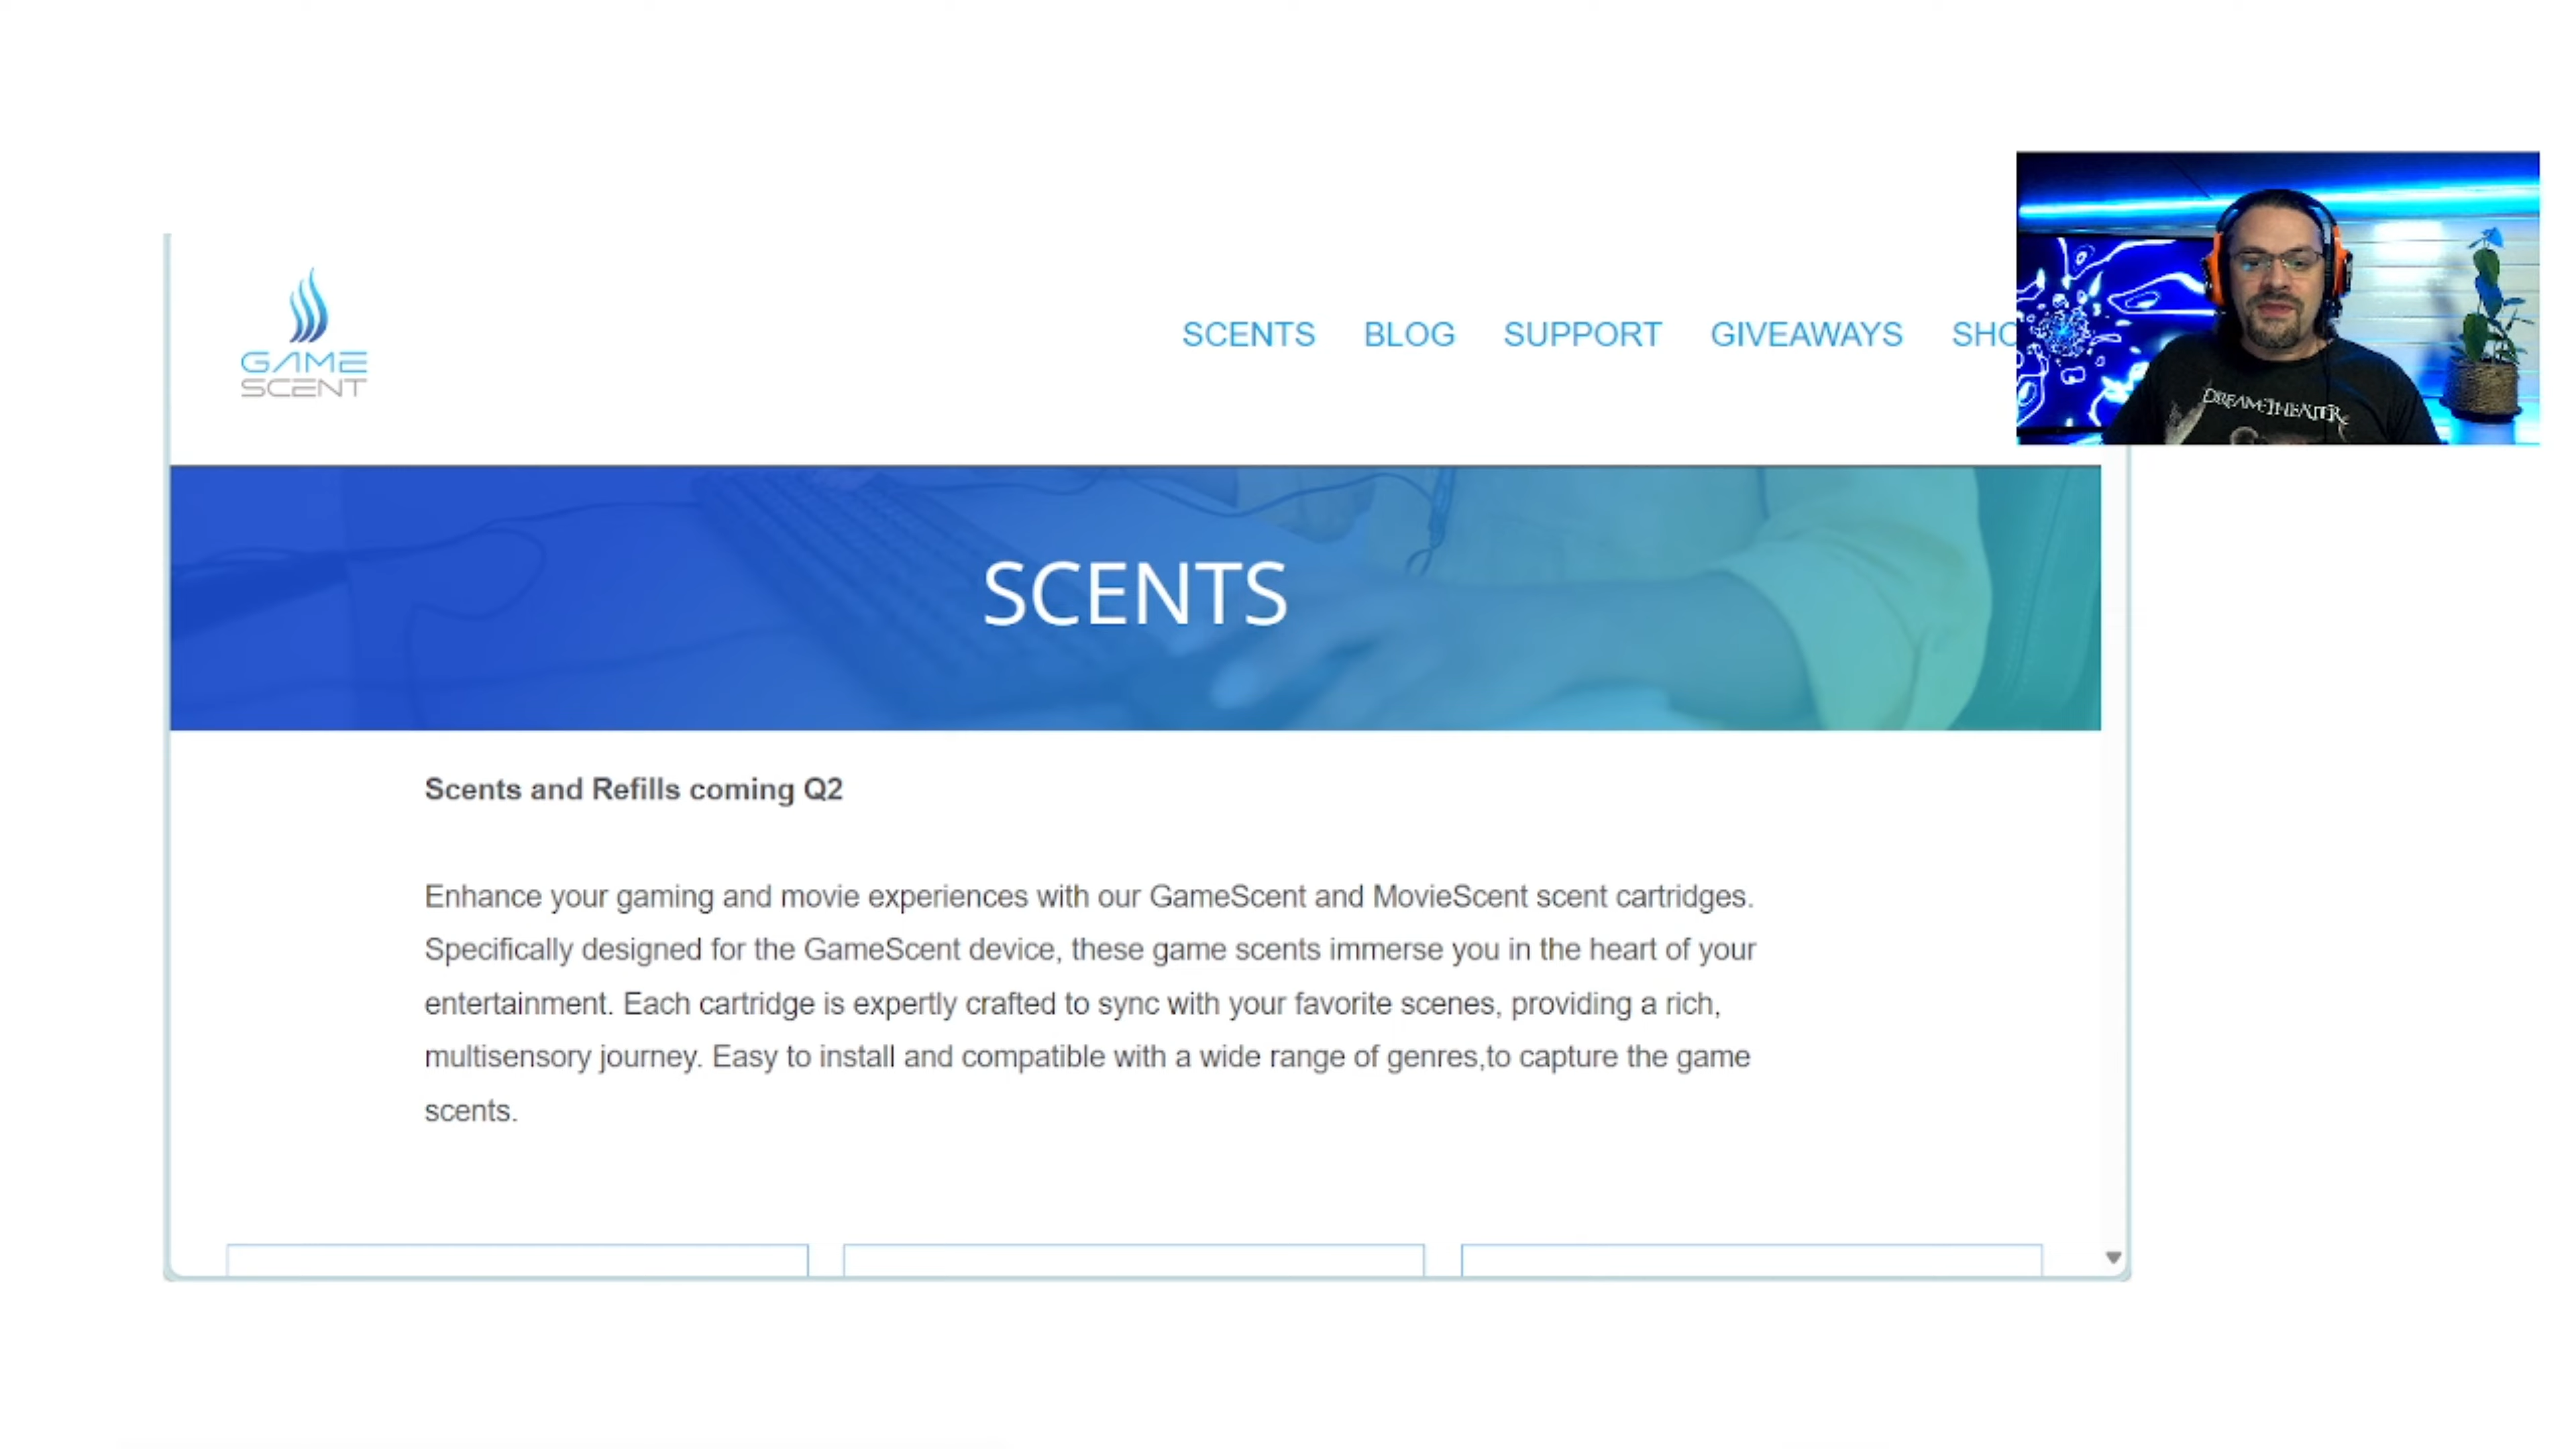 GAME
SCENT
SCENTS BLOG SUPPORT GIVEAWAYS SHO
DREAM THEATER
SCENTS
Scents and Refills coming Q2
Enhance your gaming and movie experiences with our GameScent and MovieScent scent cartridges.
Specifically designed for the GameScent device, these game scents immerse you in the heart of your
entertainment. Each cartridge is expertly crafted to sync with your favorite scenes, providing a rich,
multisensory journey. Easy to install and compatible with a wide range of genres,to capture the game
scents.